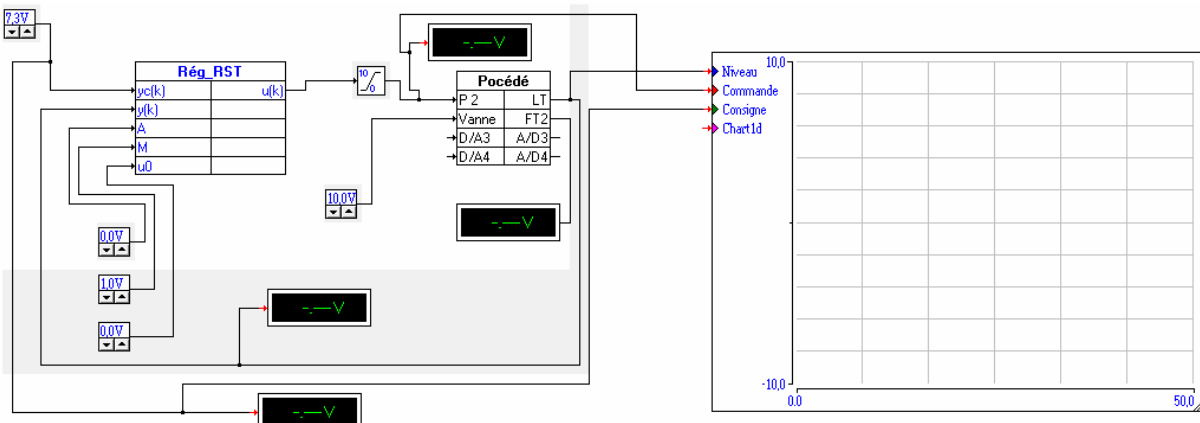 7,3V
Rég_RST
yc(k) u(k)
y(k)
A
M
u0
10
0
Pocédé
P 2 LT
Vanne FT2
D/A3 A/D3
D/A4 A/D4
-.—V
10,0V
-.—V
0,0V
1,0V
0,0V
-.—V
-.—V
Niveau
Commande
Consigne
Chart1d
10,0
-10,0
0.0 50,0